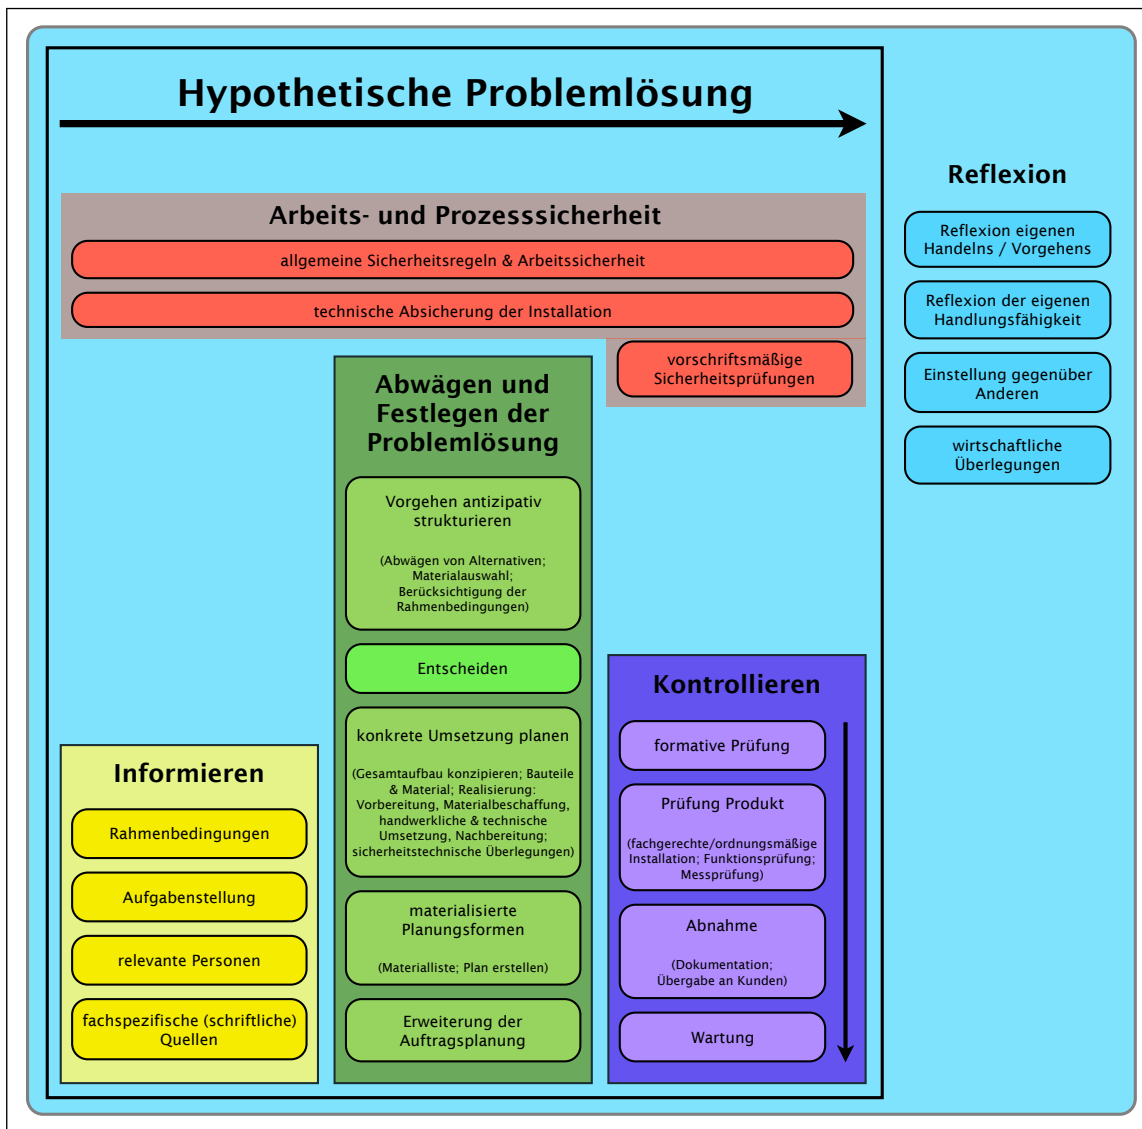 Hypothetische Problemlösung
Arbeits- und Prozesssicherheit
allgemeine Sicherheitsregeln & Arbeitssicherheit
technische Absicherung der Installation
vorschriftsmäßige
Sicherheitsprüfungen
Informieren
Rahmenbedingungen
Aufgabenstellung
relevante Personen
fachspezifische (schriftliche)
Quellen
Abwägen und
Festlegen der
Problemlösung
Vorgehen antizipativ
strukturieren
(Abwägen von Alternativen;
Materialauswahl;
Berücksichtigung der
Rahmenbedingungen)
Entscheiden
konkrete Umsetzung planen
(Gesamtaufbau konzipieren; Bauteile
& Material; Realisierung:
Vorbereitung, Materialbeschaffung,
handwerkliche & technische
Umsetzung, Nachbereitung;
sicherheitstechnische Überlegungen)
materialisierte
Planungsformen
(Materialliste; Plan erstellen)
Erweiterung der
Auftragsplanung
Kontrollieren
formative Prüfung
Prüfung Produkt
(fachgerechte/ordnungsmäßige
Installation; Funktionsprüfung;
Messprüfung)
Abnahme
(Dokumentation;
Übergabe an Kunden)
Wartung
Reflexion
Reflexion eigenen
Handelns / Vorgehens
Reflexion der eigenen
Handlungsfähigkeit
Einstellung gegenüber
Anderen
wirtschaftliche
Überlegungen